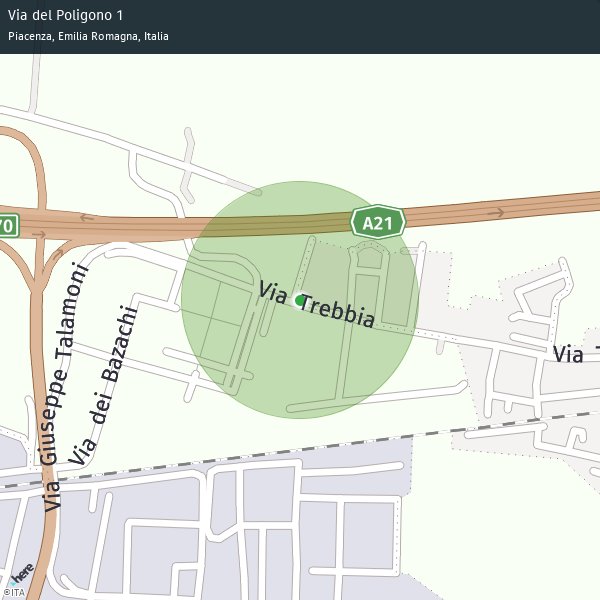 Via del Poligono 1
Piacenza, Emilia Romagna, Italia
A21
70
Via Trebbia
Via Giuseppe Talamoni
Via dei Bazachi
Via T
here
©ITA